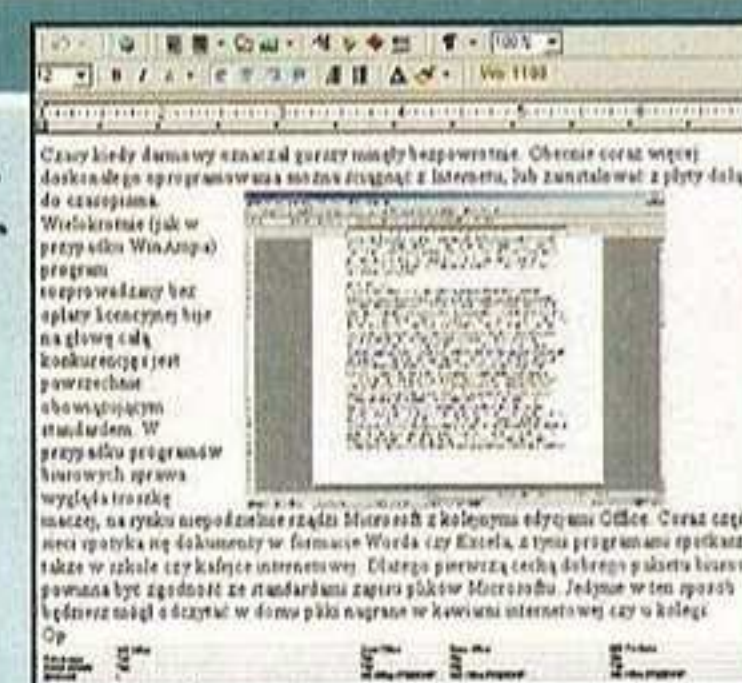 100%
12 B I
Czasy kiedy darmowy oznaczał gorszy minęły bezpowrotnie. Obecnie coraz więcej
doskonałego oprogramowania można ściągnąć z Internetu, lub zainstalować z płyty
do czasopisma.
Wielokrotnie (jak w
przypadku WinAmpa)
program
rozprowadzany bez
opłaty licencyjnej bije
na głowę całą
konkurencję i jest
powszechnie
obowiązującym
standardem. W
przypadku programów
biurowych sprawa
wygląda troszkę
inaczej, na rynku niepodzielnie rządzi Microsoft z kolejnymi edycjami Office. Coraz
sieci spotyka się dokumenty w formacie Worda czy Excela, z tymi programami
także w szkole czy kafejce internetowej. Dlatego pierwszą cechą dobrego pakietu
powinna być zgodność ze standardami zapisu plików Microsoftu. Jedynie w ten sposób
będziesz mógł odczytać w domu pliki nagrane w kawiarni internetowej czy u kolegi.
Op